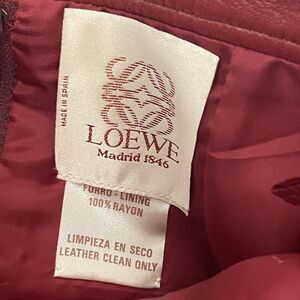 MADE IN SPAIN
LOEWE
Madrid 1846
FORRO - LINING
100% RAYON
LIMPIEZA EN SECO
LEATHER CLEAN ONLY